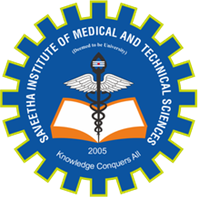 SAVEETHA INSTITUTE OF MEDICAL AND TECHNICAL SCIENCES
(Deemed to be University)
2005
Knowledge Conquers All